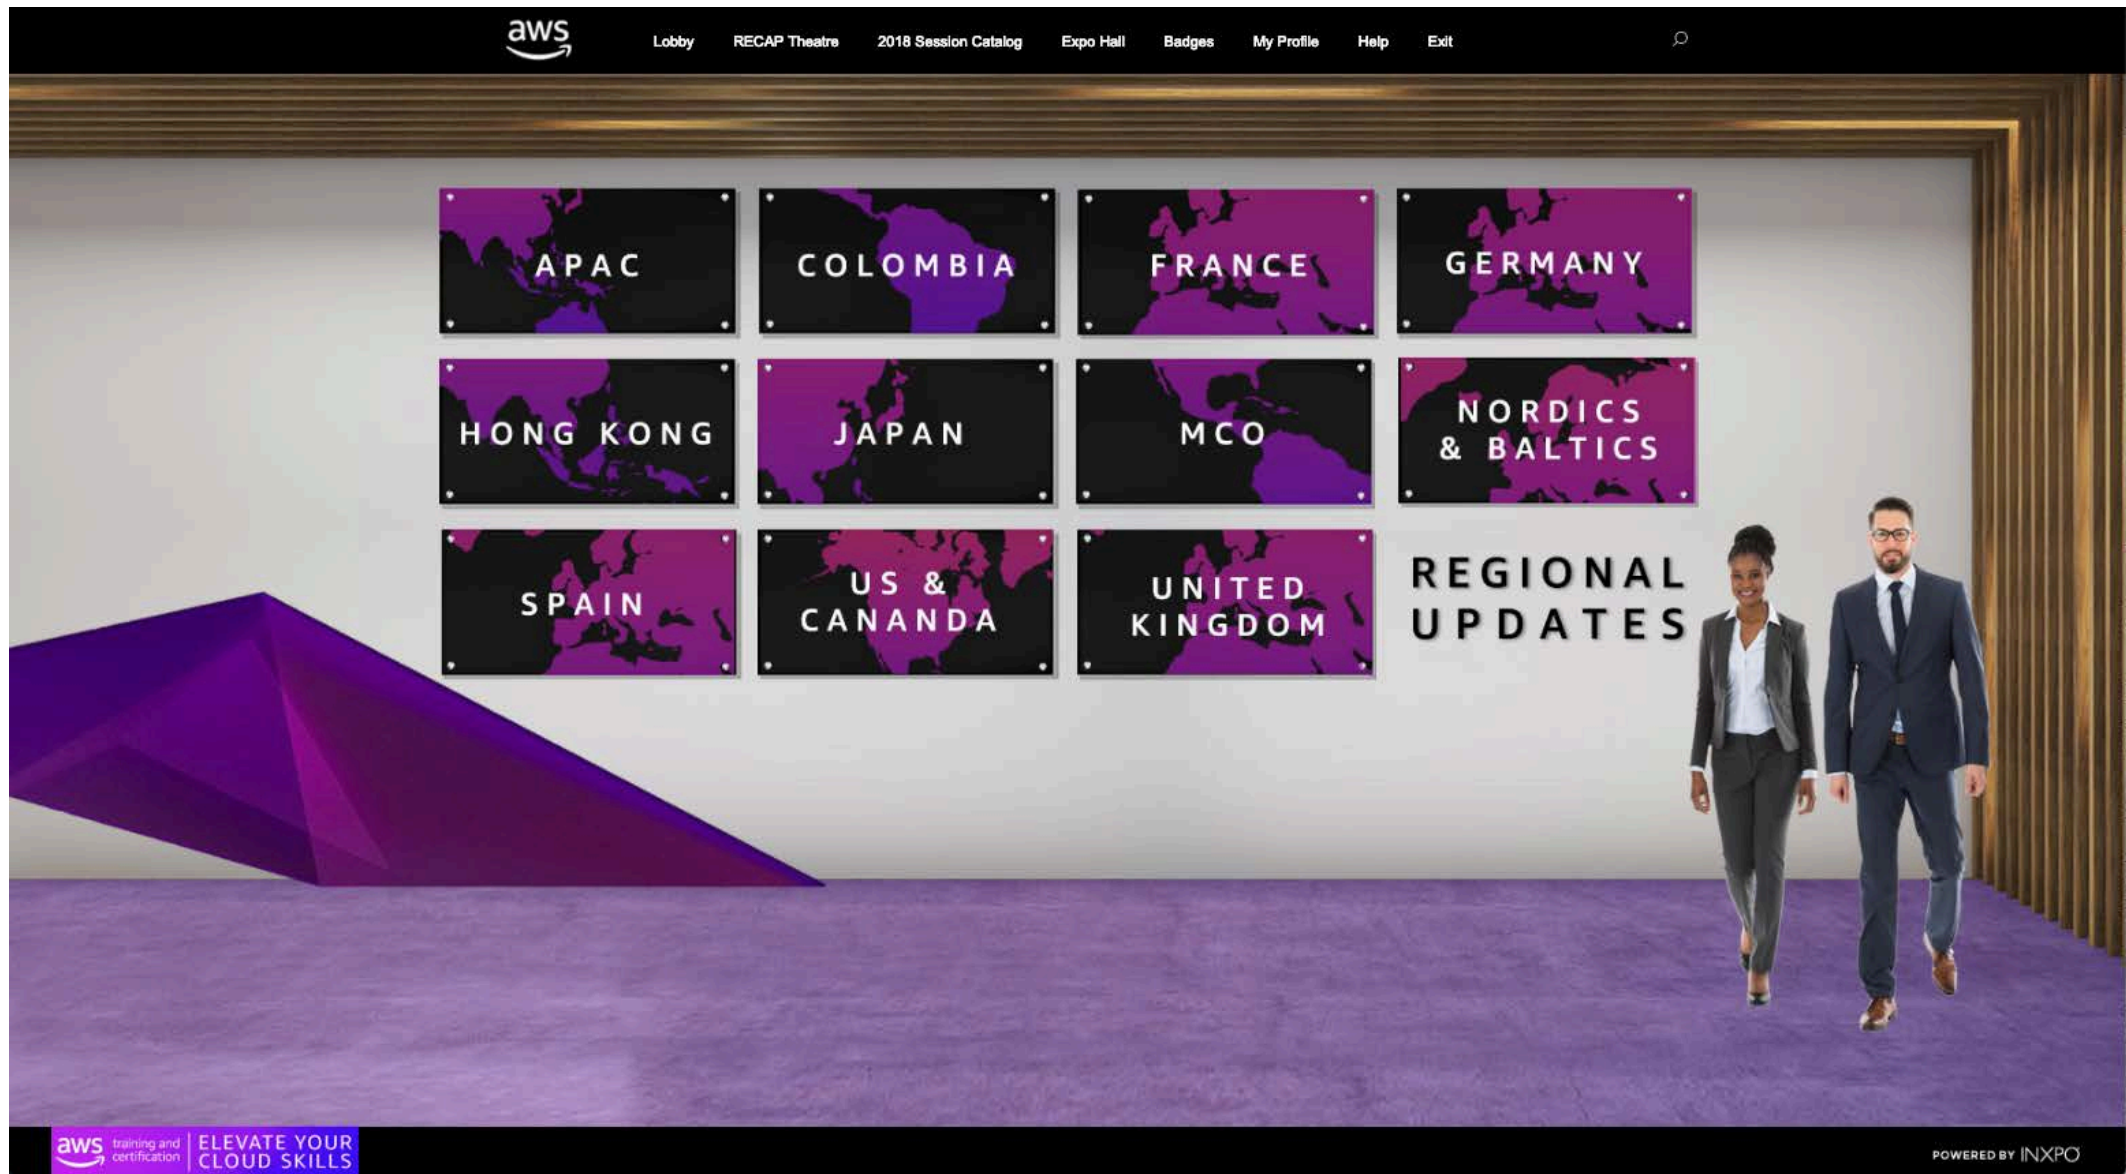 aws
Lobby RECAP Theatre 2018 Session Catalog Expo Hall Badges My Profile Help Exit
APAC
COLOMBIA
FRANCE
GERMANY
HONG KONG
JAPAN
MCO
NORDICS
& BALTICS
SPAIN
US &
CANANDA
UNITED
KINGDOM
REGIONAL
UPDATES
aws training and
certification
ELEVATE YOUR
CLOUD SKILLS
POWERED BY INXPO